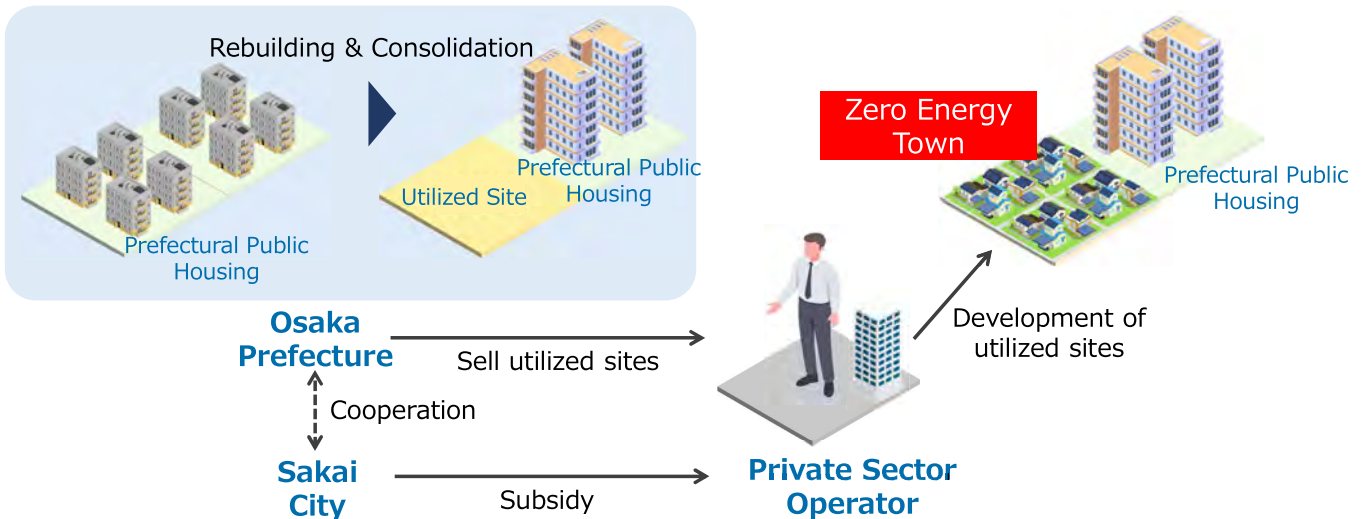 Rebuilding & Consolidation
Prefectural Public
Housing
Utilized Site
Prefectural Public
Housing
Zero Energy
Town
Prefectural Public
Housing
Osaka
Prefecture
Sell utilized sites
Development of
utilized sites
Cooperation
Sakai
City
Subsidy
Private Sector
Operator